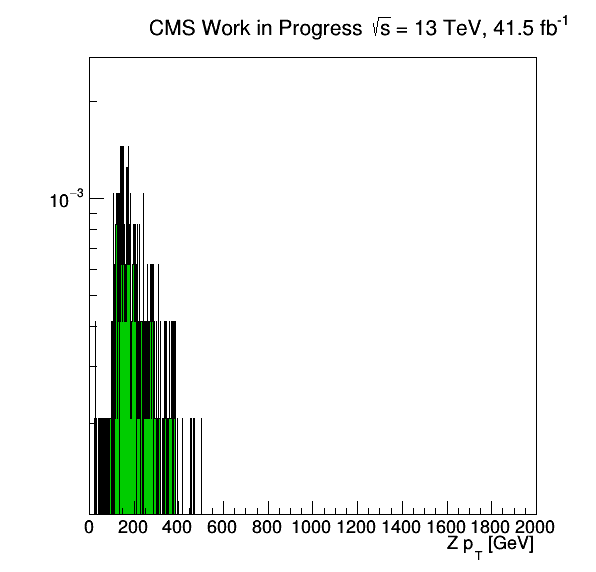 CMS Work in Progress √s = 13 TeV, 41.5 fb⁻¹
10⁻³
0 200 400 600 800 1000 1200 1400 1600 1800 2000
Z p_T [GeV]